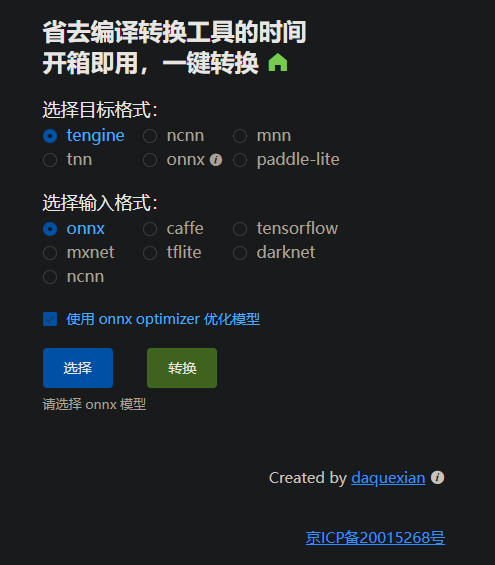 省去编译转换工具的时间
开箱即用，一键转换
选择目标格式：
tengine ncnn mnn
tnn onnx paddle-lite
选择输入格式：
onnx caffe tensorflow
mxnet tflite darknet
ncnn
使用 onnx optimizer 优化模型
选择 转换
请选择 onnx 模型
Created by daquexian
京ICP备20015268号